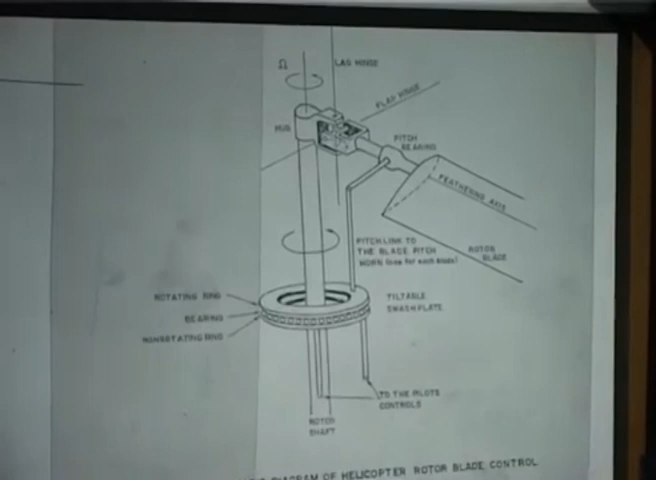 Ω
LAG HINGE
FLAP HINGE
HUB
PITCH
BEARING
FEATHERING AXIS
PITCH LINK TO
THE BLADE PITCH
HORN (one for each blade)
ROTOR
BLADE
ROTATING RING
BEARING
NONROTATING RING
TILTABLE
SWASH PLATE
TO THE PILOTS
CONTROLS
ROTOR
SHAFT
DIAGRAM OF HELICOPTER ROTOR BLADE CONTROL